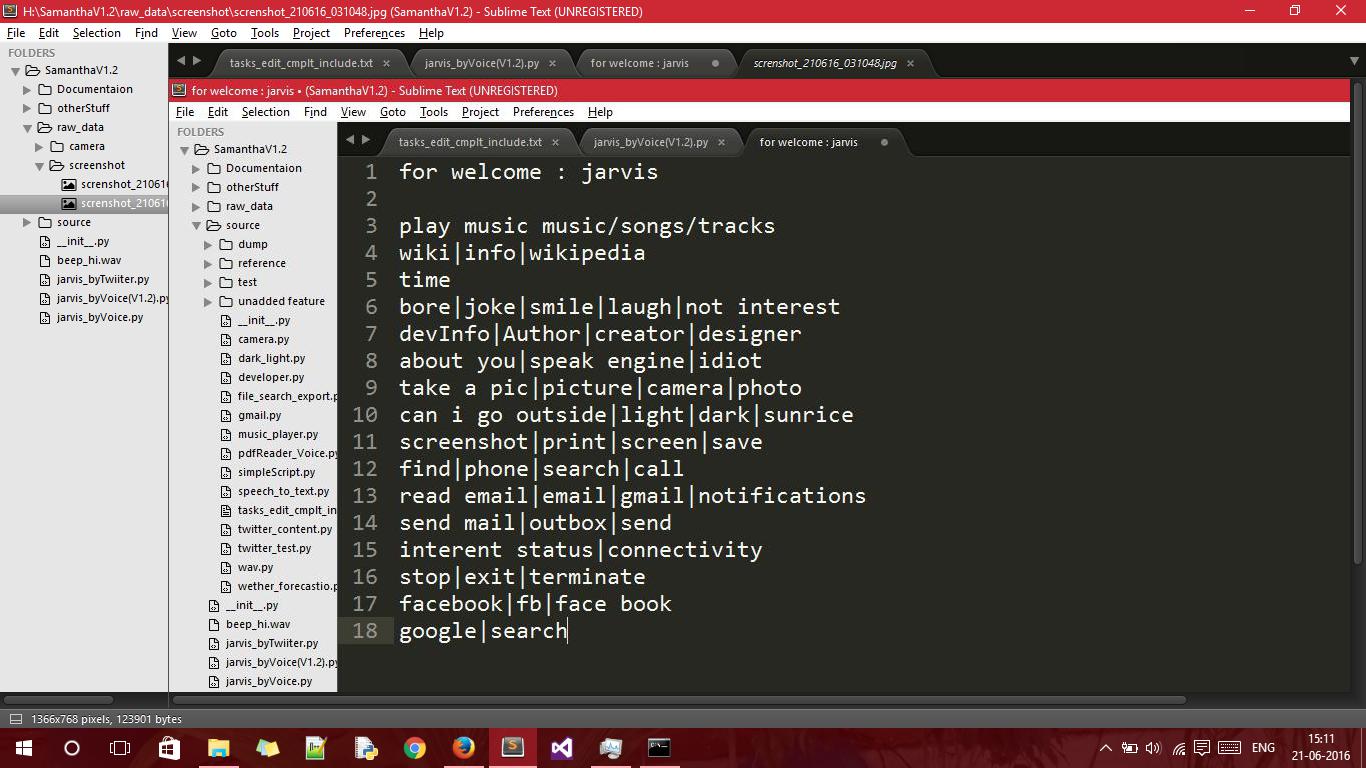 H:\SamanthaV1.2\raw_data\screenshot\screnshot_210616_031048.jpg (SamanthaV1.2) - Sublime Text (UNREGISTERED)
File Edit Selection Find View Goto Tools Project Preferences Help
FOLDERS
SamanthaV1.2
Documentaion
otherStuff
raw_data
camera
screenshot
screnshot_21061
screnshot_21061
source
__init__.py
beep_hi.wav
jarvis_byTwiiter.py
jarvis_byVoice(V1.2).py
jarvis_byVoice.py
tasks_edit_cmplt_include.txt × jarvis_byVoice(V1.2).py × for welcome : jarvis screnshot_210616_031048.jpg ×
for welcome : jarvis • (SamanthaV1.2) - Sublime Text (UNREGISTERED)
File Edit Selection Find View Goto Tools Project Preferences Help
FOLDERS
SamanthaV1.2
Documentaion
otherStuff
raw_data
source
dump
reference
test
unadded feature
__init__.py
camera.py
dark_light.py
developer.py
file_search_export.p
gmail.py
music_player.py
pdfReader_Voice.py
simpleScript.py
speech_to_text.py
tasks_edit_cmplt_in
twitter_content.py
twitter_test.py
wav.py
wether_forecastio.p
__init__.py
beep_hi.wav
jarvis_byTwiiter.py
jarvis_byVoice(V1.2).py
jarvis_byVoice.py
tasks_edit_cmplt_include.txt × jarvis_byVoice(V1.2).py × for welcome : jarvis
1 for welcome : jarvis
2
3 play music music/songs/tracks
4 wiki|info|wikipedia
5 time
6 bore|joke|smile|laugh|not interest
7 devInfo|Author|creator|designer
8 about you|speak engine|idiot
9 take a pic|picture|camera|photo
10 can i go outside|light|dark|sunrice
11 screenshot|print|screen|save
12 find|phone|search|call
13 read email|email|gmail|notifications
14 send mail|outbox|send
15 interent status|connectivity
16 stop|exit|terminate
17 facebook|fb|face book
18 google|search
1366x768 pixels, 123901 bytes
ENG
15:11
21-06-2016